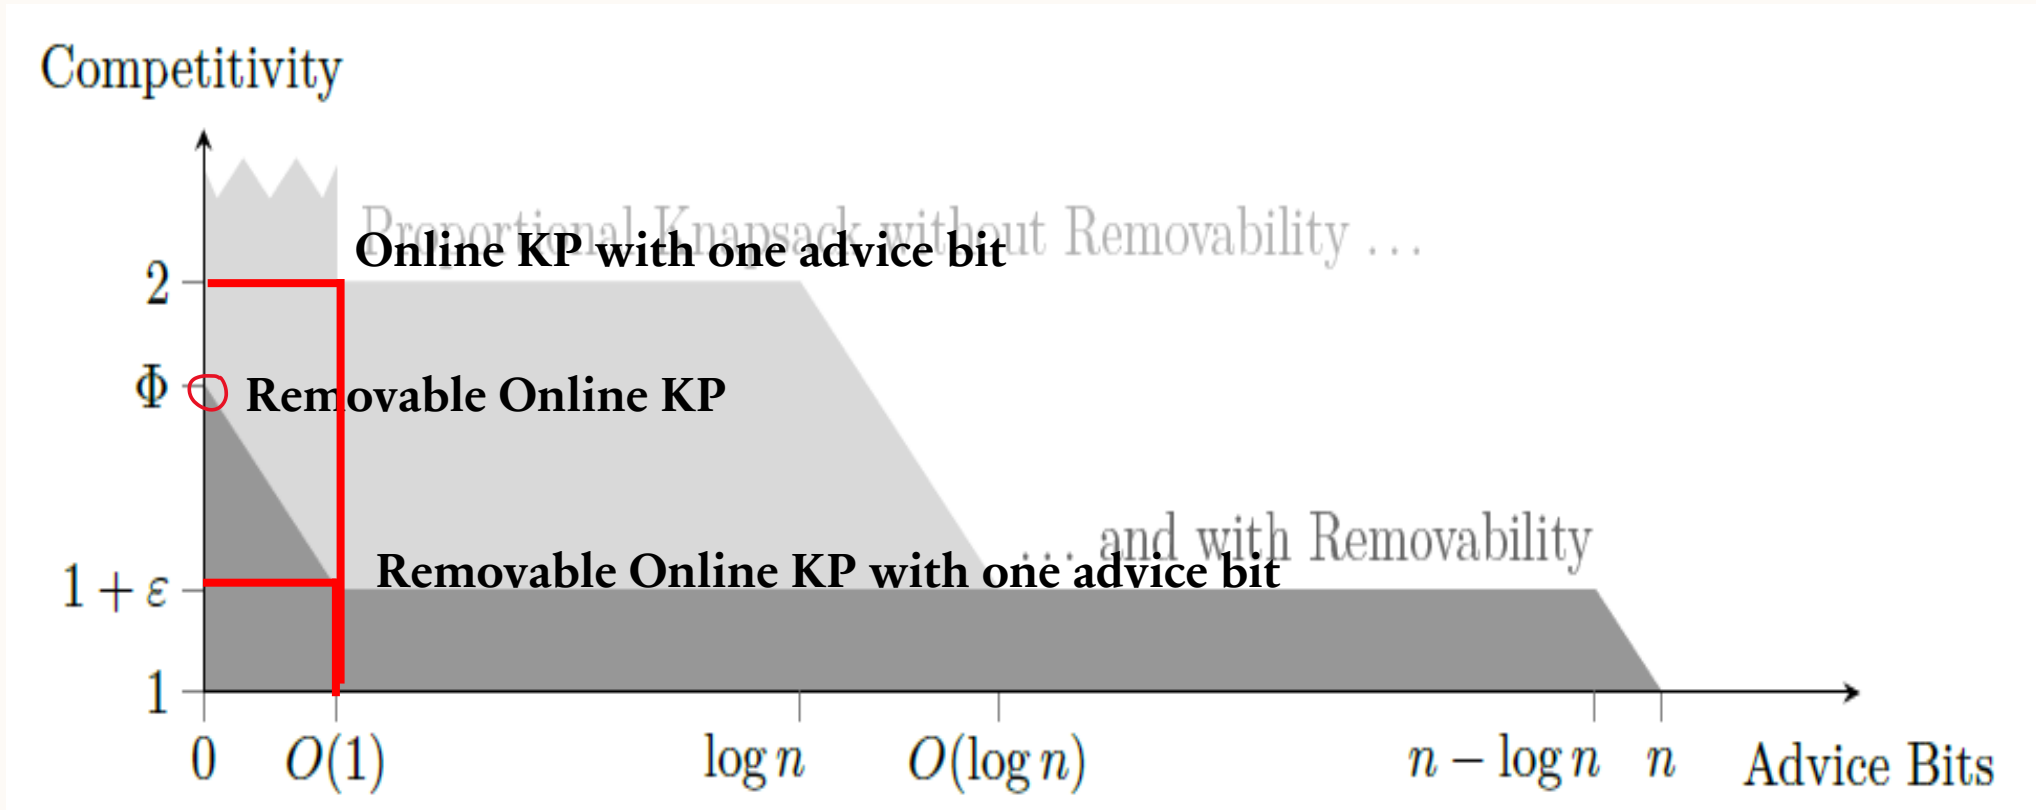 Competitivity
Proportional Knapsack without Removability ...
Online KP with one advice bit
2
Φ
Removable Online KP
... and with Removability
Removable Online KP with one advice bit
1 + ε
1
0 O(1) log n O(log n) n − log n n Advice Bits